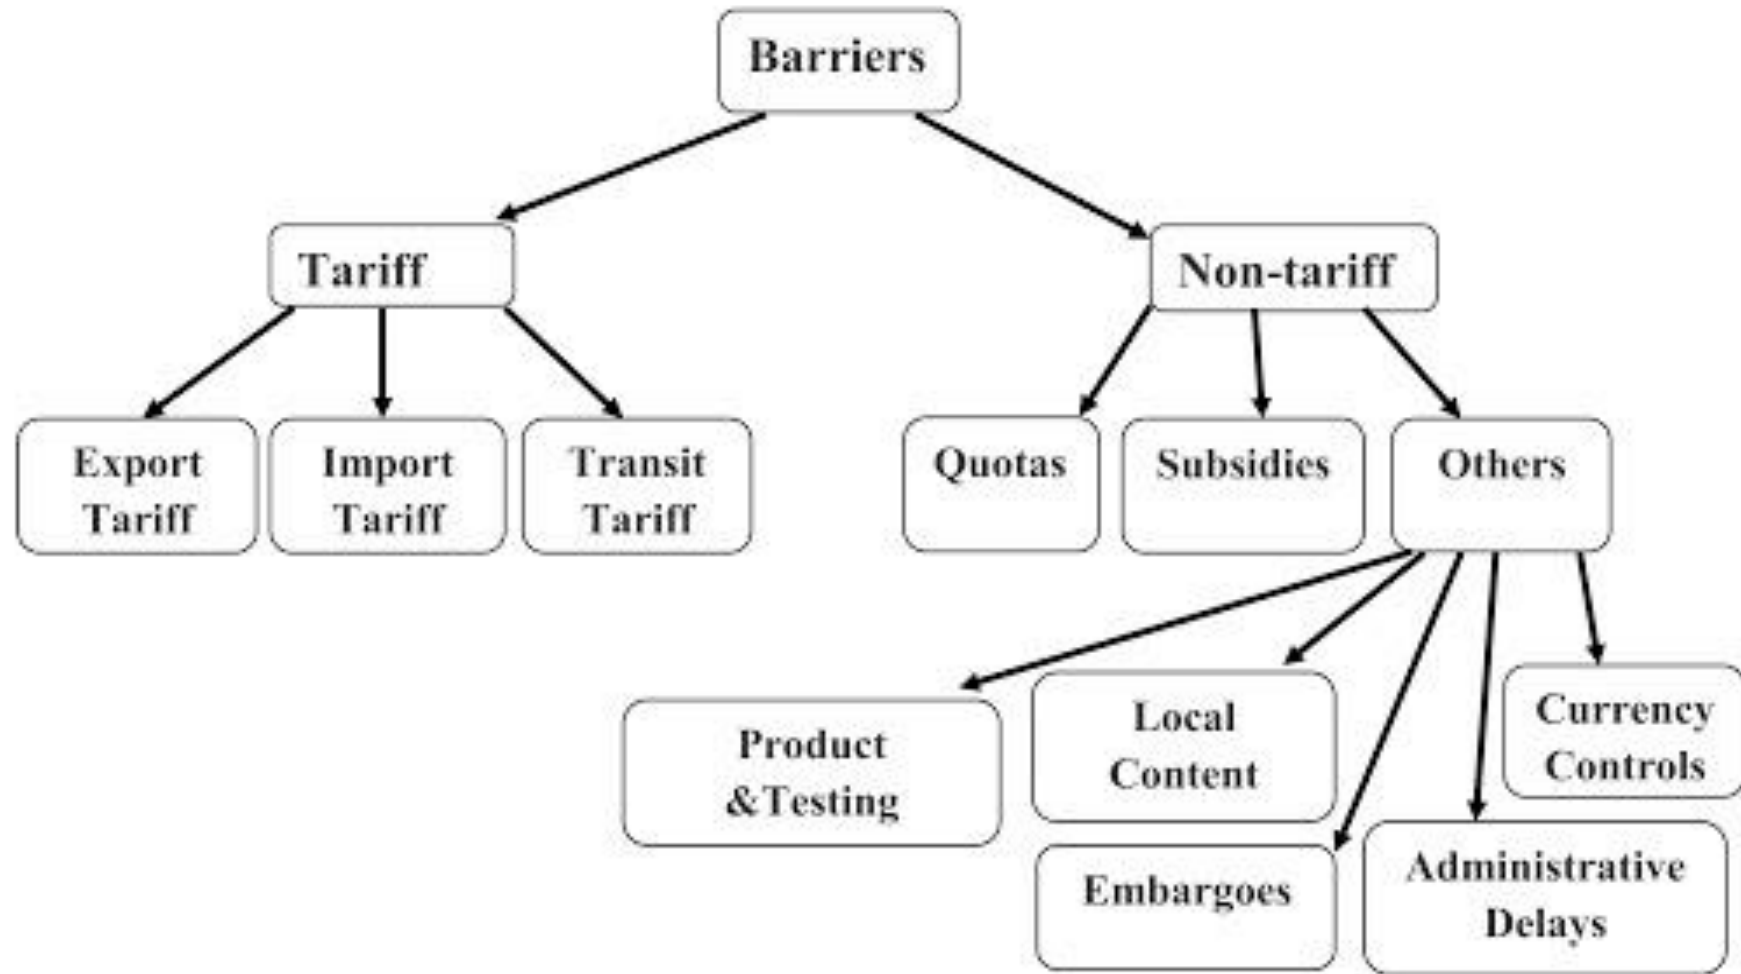 Barriers
Tariff
Non-tariff
Export
Tariff
Import
Tariff
Transit
Tariff
Quotas
Subsidies
Others
Product
&Testing
Local
Content
Currency
Controls
Embargoes
Administrative
Delays